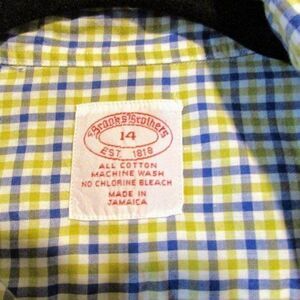 Brooks Brothers
14
EST. 1818
ALL COTTON
MACHINE WASH
NO CHLORINE BLEACH
MADE IN
JAMAICA